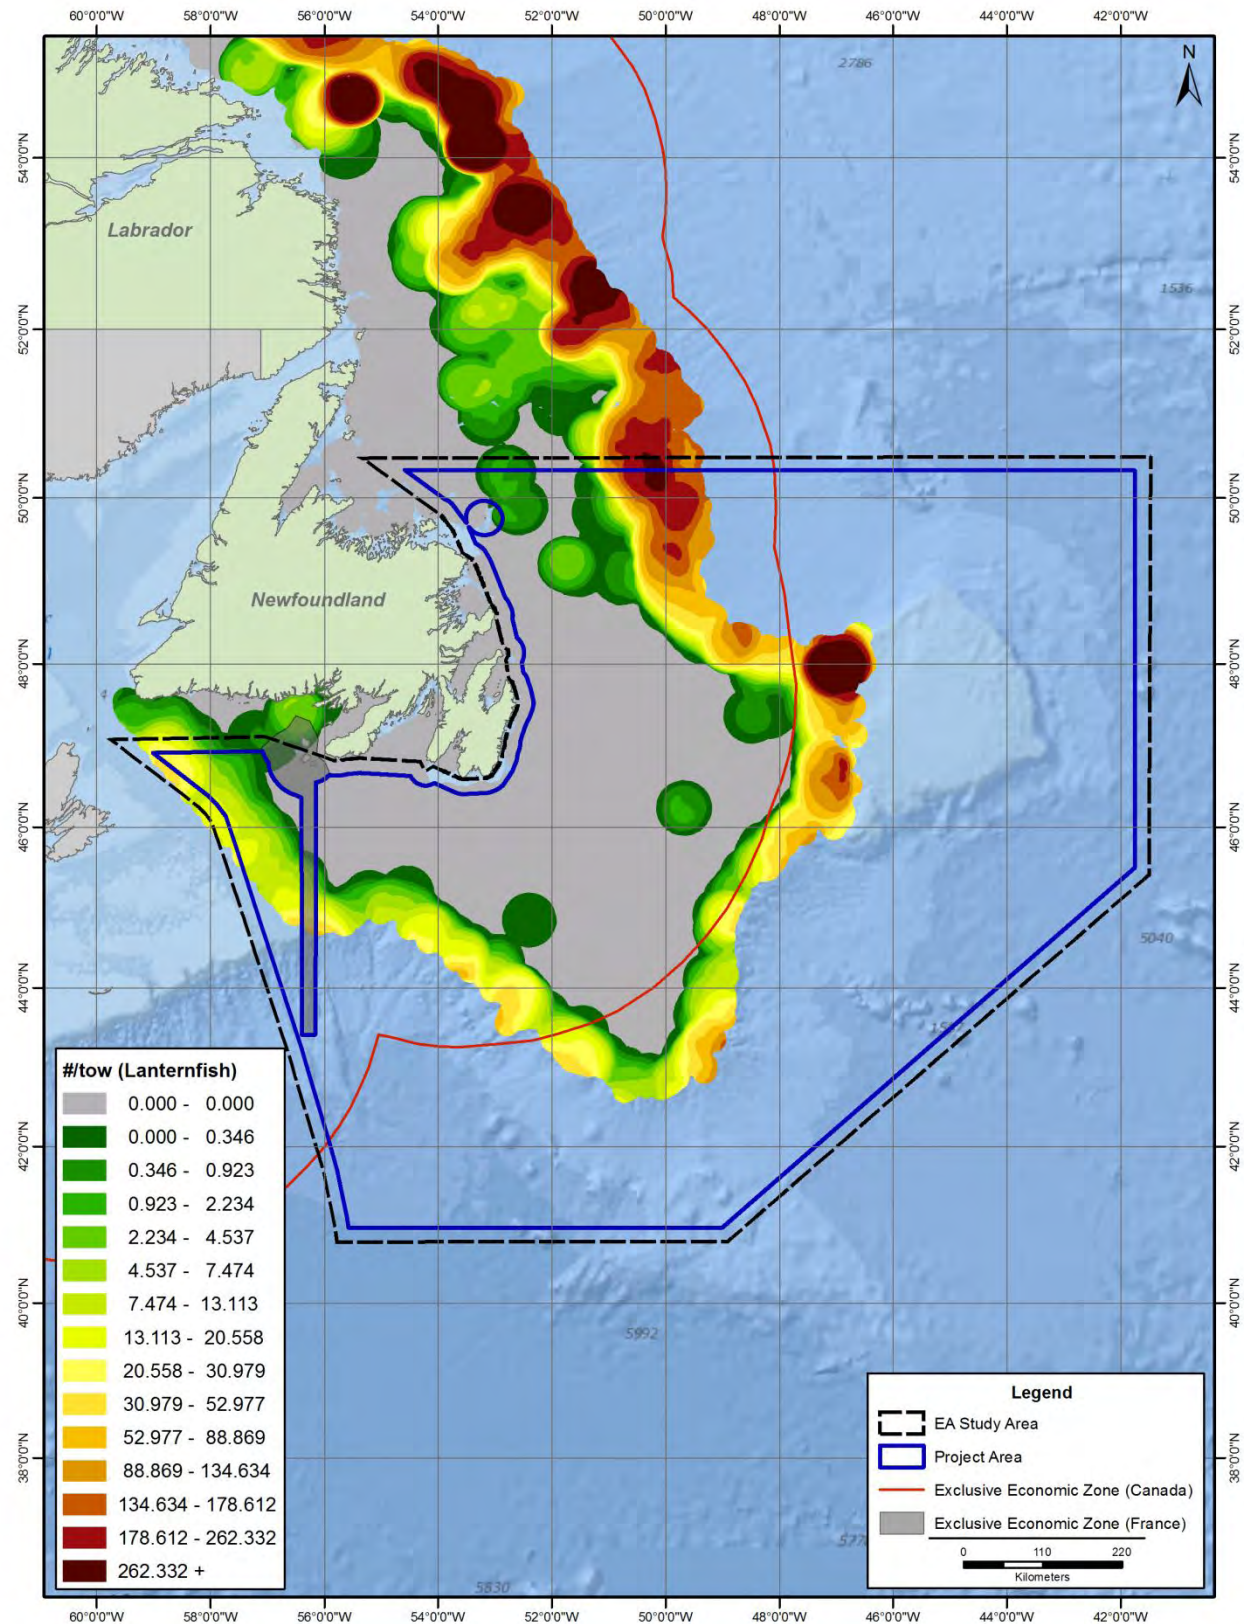 60°0'0"W 58°0'0"W 56°0'0"W 54°0'0"W 52°0'0"W 50°0'0"W 48°0'0"W 46°0'0"W 44°0'0"W 42°0'0"W
N
2786
54°0'0"N 54°0'0"N
Labrador
1536
52°0'0"N 52°0'0"N
50°0'0"N 50°0'0"N
Newfoundland
48°0'0"N 48°0'0"N
46°0'0"N 46°0'0"N
5040
44°0'0"N 44°0'0"N
42°0'0"N 42°0'0"N
40°0'0"N 40°0'0"N
5992
38°0'0"N 38°0'0"N
5830
#/tow (Lanternfish)
0.000 - 0.000
0.000 - 0.346
0.346 - 0.923
0.923 - 2.234
2.234 - 4.537
4.537 - 7.474
7.474 - 13.113
13.113 - 20.558
20.558 - 30.979
30.979 - 52.977
52.977 - 88.869
88.869 - 134.634
134.634 - 178.612
178.612 - 262.332
262.332 +
Legend
EA Study Area
Project Area
Exclusive Economic Zone (Canada)
Exclusive Economic Zone (France)
0 110 220
Kilometers
60°0'0"W 58°0'0"W 56°0'0"W 54°0'0"W 52°0'0"W 50°0'0"W 48°0'0"W 46°0'0"W 44°0'0"W 42°0'0"W